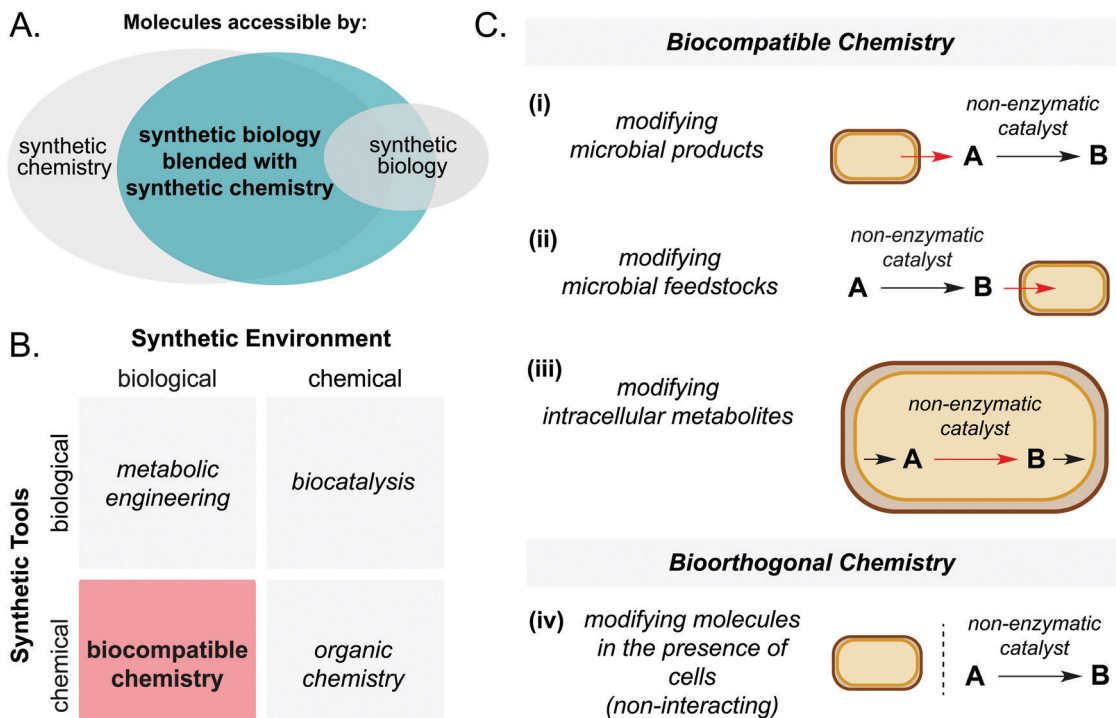 A.
Molecules accessible by:
synthetic
chemistry
synthetic biology
blended with
synthetic chemistry
synthetic
biology
B.
Synthetic Environment
biological
chemical
Synthetic Tools
biological
metabolic
engineering
biocatalysis
chemical
biocompatible
chemistry
organic
chemistry
C.
Biocompatible Chemistry
(i)
modifying
microbial products
non-enzymatic
catalyst
A
B
(ii)
modifying
microbial feedstocks
non-enzymatic
catalyst
A
B
(iii)
modifying
intracellular metabolites
non-enzymatic
catalyst
A
B
Bioorthogonal Chemistry
(iv)
modifying molecules
in the presence of
cells
(non-interacting)
non-enzymatic
catalyst
A
B